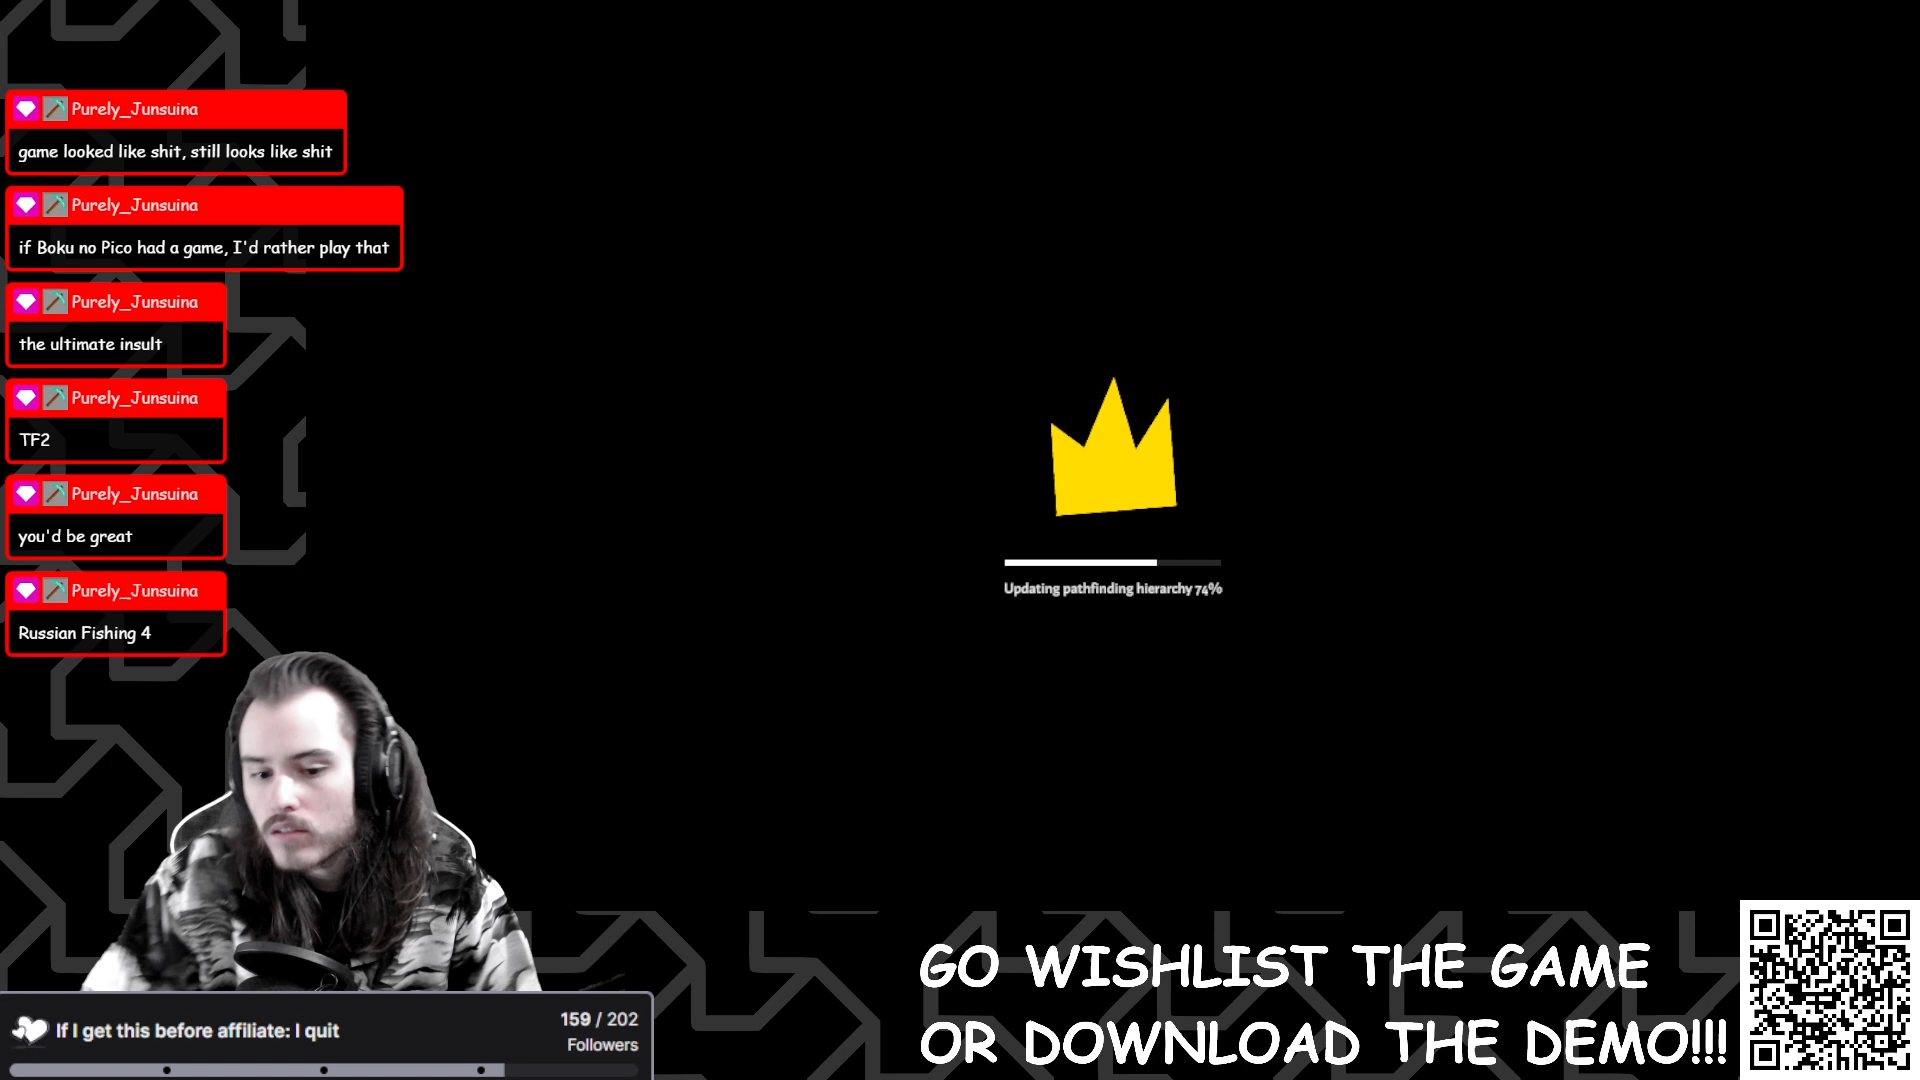 Purely_Junsuina
game looked like shit, still looks like shit
Purely_Junsuina
if Boku no Pico had a game, I'd rather play that
Purely_Junsuina
the ultimate insult
Purely_Junsuina
TF2
Purely_Junsuina
you'd be great
Purely_Junsuina
Russian Fishing 4
Updating pathfinding hierarchy 74%
If I get this before affiliate: I quit
159 / 202
Followers
GO WISHLIST THE GAME
OR DOWNLOAD THE DEMO!!!